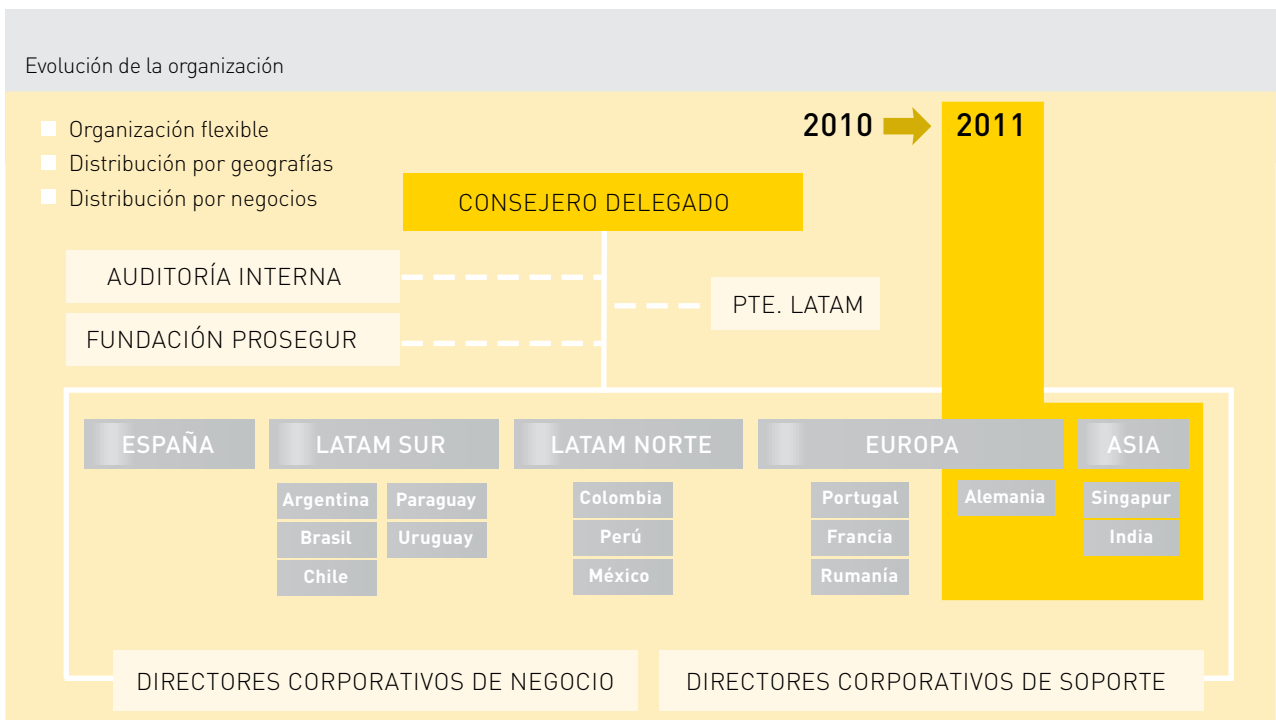 Evolución de la organización
Organización flexible
Distribución por geografías
Distribución por negocios
2010
2011
CONSEJERO DELEGADO
AUDITORÍA INTERNA
PTE. LATAM
FUNDACIÓN PROSEGUR
ESPAÑA
LATAM SUR
Argentina
Brasil
Chile
Paraguay
Uruguay
LATAM NORTE
Colombia
Perú
México
EUROPA
Portugal
Francia
Rumanía
Alemania
ASIA
Singapur
India
DIRECTORES CORPORATIVOS DE NEGOCIO
DIRECTORES CORPORATIVOS DE SOPORTE